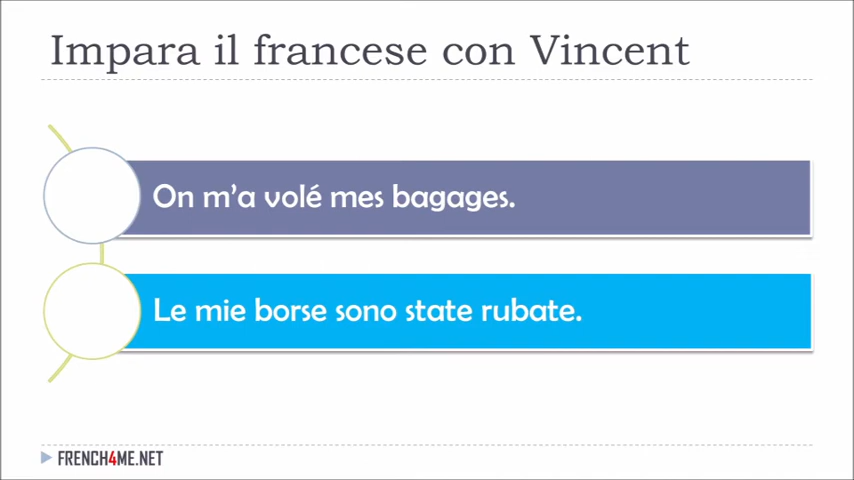 Impara il francese con Vincent
On m'a volé mes bagages.
Le mie borse sono state rubate.
FRENCH4ME.NET